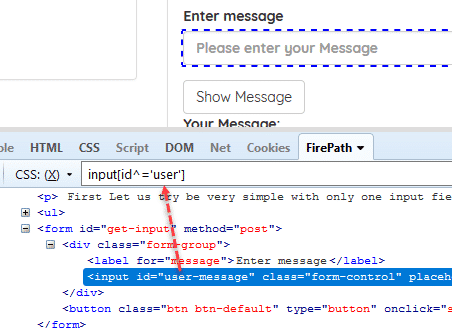 Enter message
Please enter your Message
Show Message
Your Message:
HTML CSS Script DOM Net Cookies FirePath
CSS: (X) input[id^='user']
<p> First Let us try be very simple with only one input
<ul>
<form id="get-input" method="post">
<div class="form-group">
<label for="message">Enter message</label>
<input id="user-message" class="form-control"
</div>
<button class="btn btn-default" type="button"
</form>